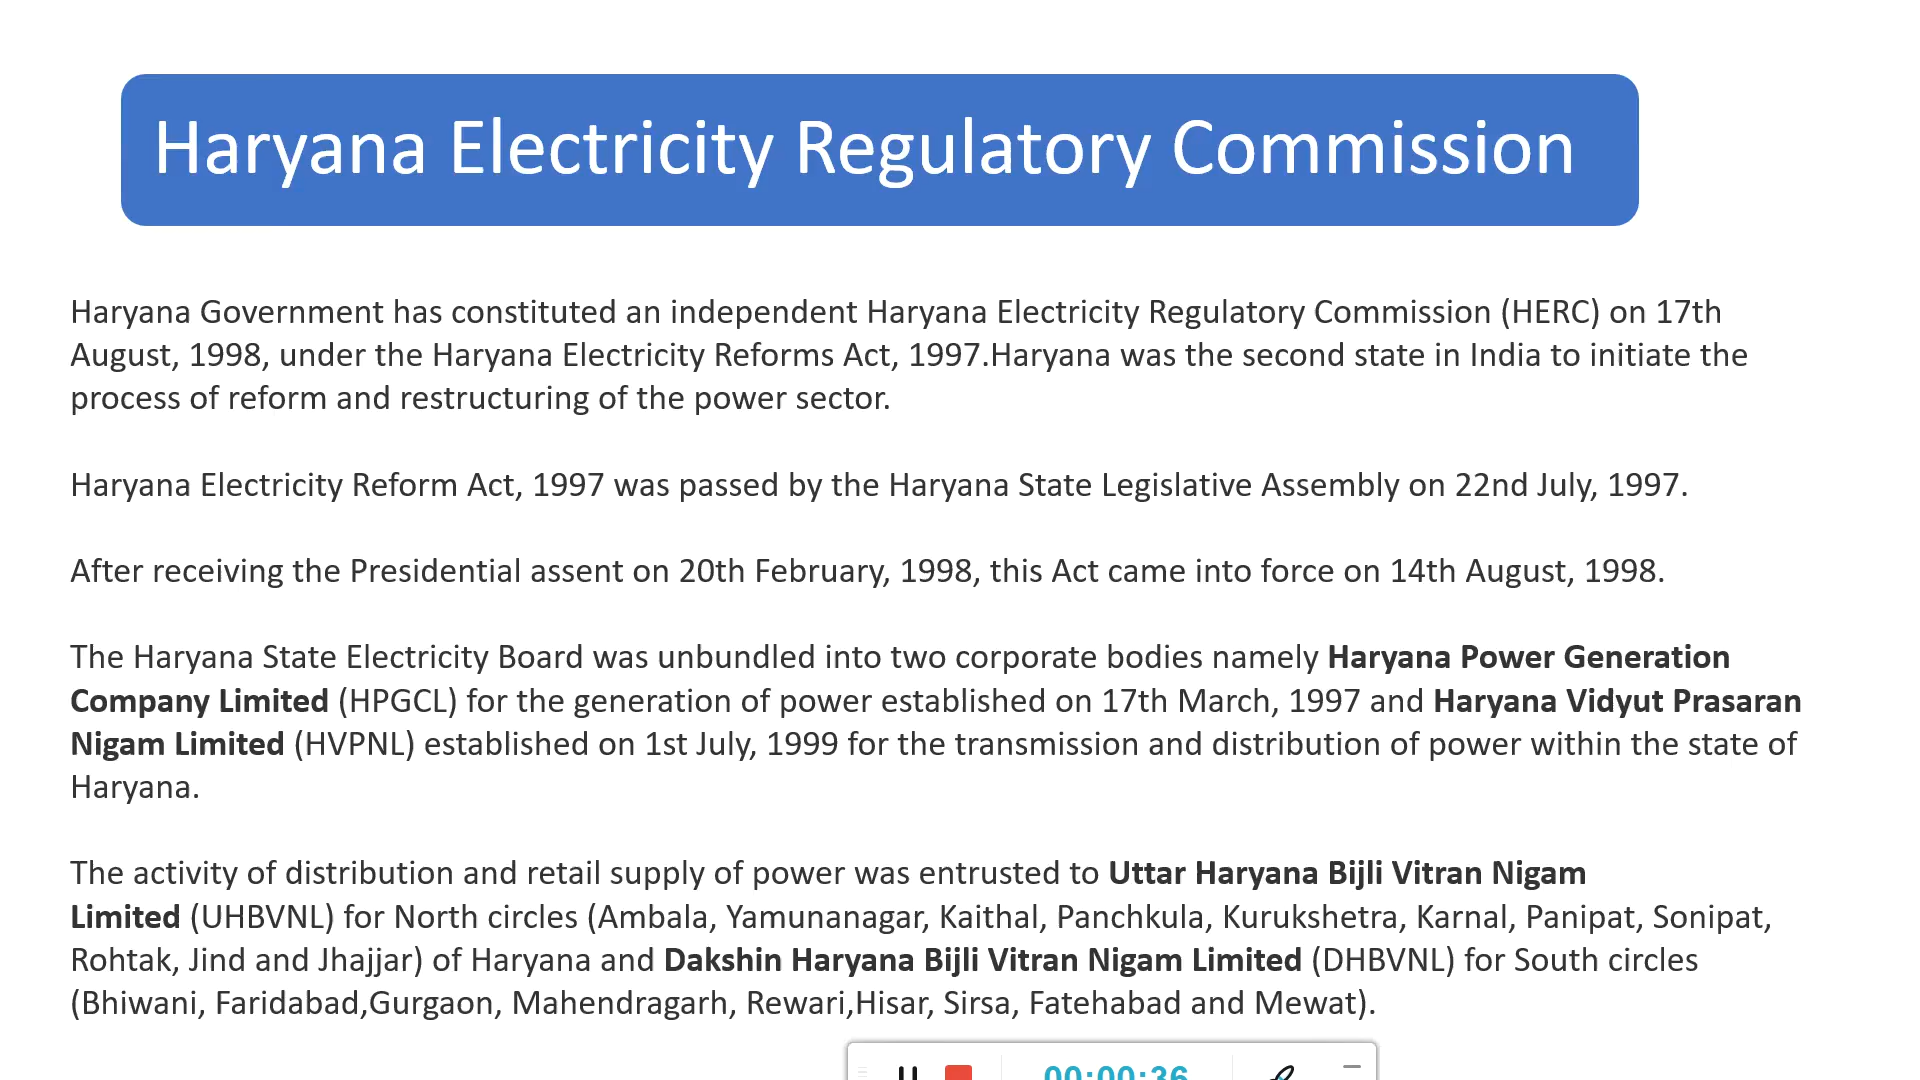 Haryana Electricity Regulatory Commission
Haryana Government has constituted an independent Haryana Electricity Regulatory Commission (HERC) on 17th
August, 1998, under the Haryana Electricity Reforms Act, 1997.Haryana was the second state in India to initiate the
process of reform and restructuring of the power sector.
Haryana Electricity Reform Act, 1997 was passed by the Haryana State Legislative Assembly on 22nd July, 1997.
After receiving the Presidential assent on 20th February, 1998, this Act came into force on 14th August, 1998.
The Haryana State Electricity Board was unbundled into two corporate bodies namely Haryana Power Generation
Company Limited (HPGCL) for the generation of power established on 17th March, 1997 and Haryana Vidyut Prasaran
Nigam Limited (HVPNL) established on 1st July, 1999 for the transmission and distribution of power within the state of
Haryana.
The activity of distribution and retail supply of power was entrusted to Uttar Haryana Bijli Vitran Nigam
Limited (UHBVNL) for North circles (Ambala, Yamunanagar, Kaithal, Panchkula, Kurukshetra, Karnal, Panipat, Sonipat,
Rohtak, Jind and Jhajjar) of Haryana and Dakshin Haryana Bijli Vitran Nigam Limited (DHBVNL) for South circles
(Bhiwani, Faridabad,Gurgaon, Mahendragarh, Rewari,Hisar, Sirsa, Fatehabad and Mewat).
00:00:36